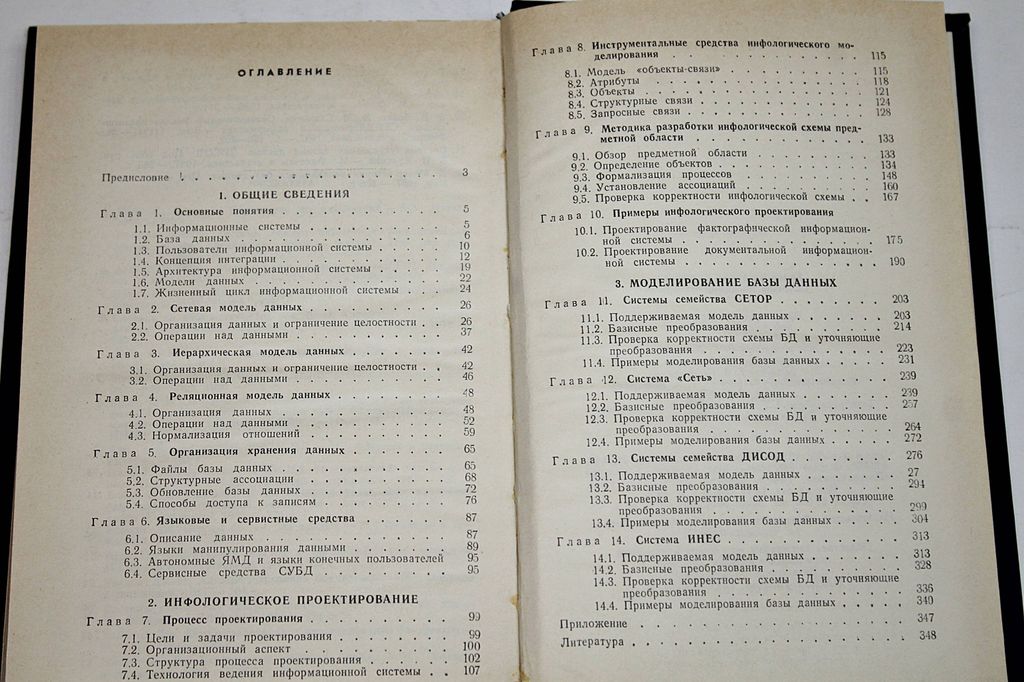 ОГЛАВЛЕНИЕ
Предисловие . . . . . . . . . . . . . . . . 3
1. ОБЩИЕ СВЕДЕНИЯ
Глава 1. Основные понятия . . . . . . . . . . . 5
1.1. Информационные системы . . . . . . . . . 5
1.2. База данных . . . . . . . . . . . . . 6
1.3. Пользователи информационной системы . . . . . . 10
1.4. Концепция интеграции . . . . . . . . . . 12
1.5. Архитектура информационной системы . . . . . 19
1.6. Модели данных . . . . . . . . . . . . 22
1.7. Жизненный цикл информационной системы . . . . 24
Глава 2. Сетевая модель данных . . . . . . . . . 26
2.1. Организация данных и ограничение целостности . . 26
2.2. Операции над данными . . . . . . . . . . 37
Глава 3. Иерархическая модель данных . . . . . . 42
3.1. Организация данных и ограничение целостности . . 42
3.2. Операции над данными . . . . . . . . . . 46
Глава 4. Реляционная модель данных . . . . . . . 48
4.1. Организация данных . . . . . . . . . . 48
4.2. Операции над данными . . . . . . . . . 52
4.3. Нормализация отношений . . . . . . . . . 59
Глава 5. Организация хранения данных . . . . . . 65
5.1. Файлы базы данных . . . . . . . . . . 65
5.2. Структурные ассоциации . . . . . . . . . 68
5.3. Обновление базы данных . . . . . . . . . 72
5.4. Способы доступа к записям . . . . . . . . 76
Глава 6. Языковые и сервистные средства . . . . . . 87
6.1. Описание данных . . . . . . . . . . . 87
6.2. Языки манипулирования данными . . . . . . . 89
6.3. Автономные ЯМД и языки конечных пользователей 95
6.4. Сервисные средства СУБД . . . . . . . . . 95
2. ИНФОЛОГИЧЕСКОЕ ПРОЕКТИРОВАНИЕ
Глава 7. Процесс проектирования . . . . . . . . . 99
7.1. Цели и задачи проектирования . . . . . . . 99
7.2. Организационный аспект . . . . . . . . . 100
7.3. Структура процесса проектирования . . . . . . 102
7.4. Технология ведения информационной системы . . 107
Глава 8. Инструментальные средства инфологического мо-
делирования . . . . . . . . . . . . . 115
8.1. Модель «объекты-связи» . . . . . . . . . 115
8.2. Атрибуты . . . . . . . . . . . . . . 118
8.3. Объекты . . . . . . . . . . . . . . 121
8.4. Структурные связи . . . . . . . . . . . 124
8.5. Запросные связи . . . . . . . . . . . . 128
Глава 9. Методика разработки инфологической схемы пред-
метной области . . . . . . . . . . . . 133
9.1. Обзор предметной области . . . . . . . . 133
9.2. Определение объектов . . . . . . . . . . 134
9.3. Формализация процессов . . . . . . . . . 148
9.4. Установление ассоциаций . . . . . . . . . 160
9.5. Проверка корректности инфологической схемы . . 167
Глава 10. Примеры инфологического проектирования
10.1. Проектирование фактографической информацион-
ной системы . . . . . . . . . . . . 175
10.2. Проектирование документальной информацион-
ной системы . . . . . . . . . . . . 190
3. МОДЕЛИРОВАНИЕ БАЗЫ ДАННЫХ
Глава 11. Системы семейства СЕТОР . . . . . . . . 203
11.1. Поддерживаемая модель данных . . . . . . . 203
11.2. Базисные преобразования . . . . . . . . . 214
11.3. Проверка корректности схемы БД и уточняющие
преобразования . . . . . . . . . . . 223
11.4. Примеры моделирования базы данных . . . . . 231
Глава 12. Система «Сеть» . . . . . . . . . . . 239
12.1. Поддерживаемая модель данных . . . . . . . 239
12.2. Базисные преобразования . . . . . . . . . 257
12.3. Проверка корректности схемы БД и уточняющие
преобразования . . . . . . . . . . . 264
12.4. Примеры моделирования базы данных . . . . . 272
Глава 13. Системы семейства ДИСОД . . . . . . . 276
13.1. Поддерживаемая модель данных . . . . . . . 27
13.2. Базисные преобразования . . . . . . . . . 294
13.3. Проверка корректности схемы БД и уточняющие
преобразования . . . . . . . . . . . 299
13.4. Примеры моделирования базы данных . . . . . 304
Глава 14. Система ИНЕС . . . . . . . . . . . 313
14.1. Поддерживаемая модель данных . . . . . . . 313
14.2. Базисные преобразования . . . . . . . . . 328
14.3. Проверка корректности схемы БД и уточняющие
преобразования . . . . . . . . . . . 336
14.4. Примеры моделирования базы данных . . . . . 340
Приложение . . . . . . . . . . . . . . . . 347
Литература . . . . . . . . . . . . . . . . 348